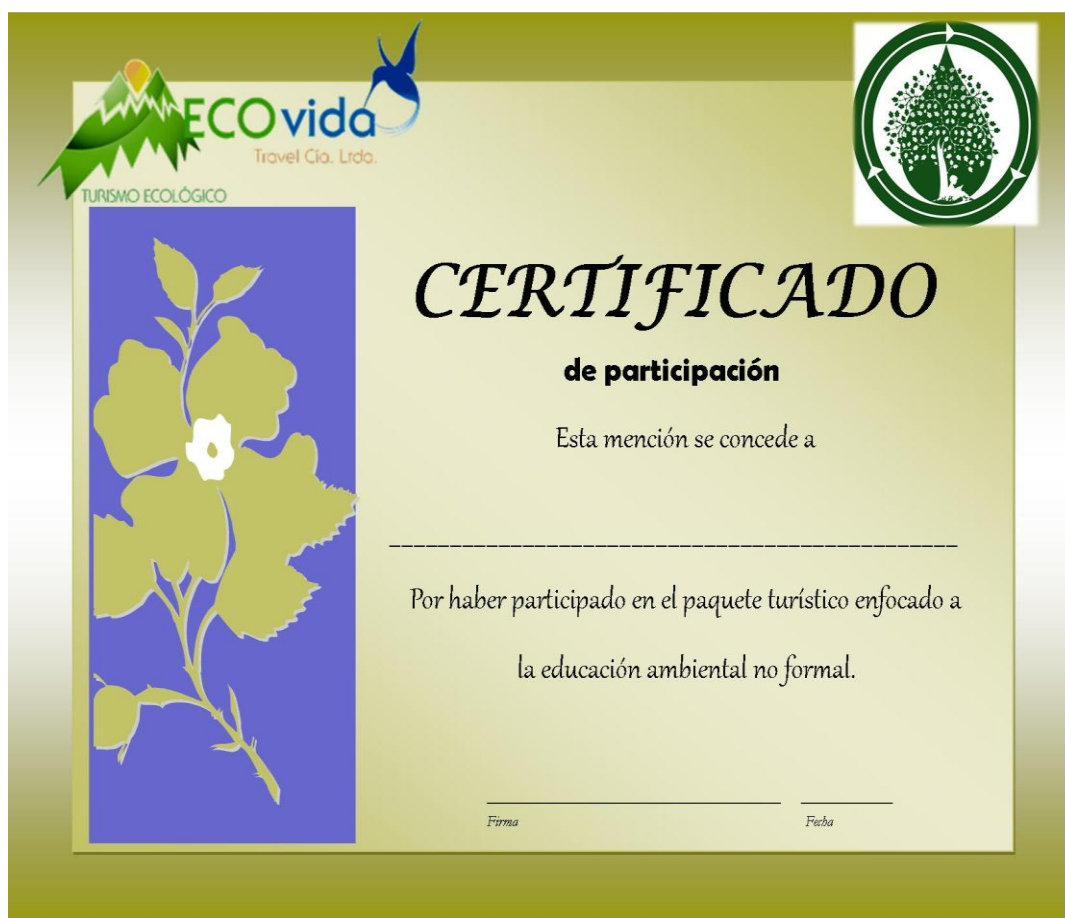 ECOvida
Travel Cía. Ltda.
TURISMO ECOLÓGICO
CERTIFICADO
de participación
Esta mención se concede a
Por haber participado en el paquete turístico enfocado a
la educación ambiental no formal.
Firma Fecha